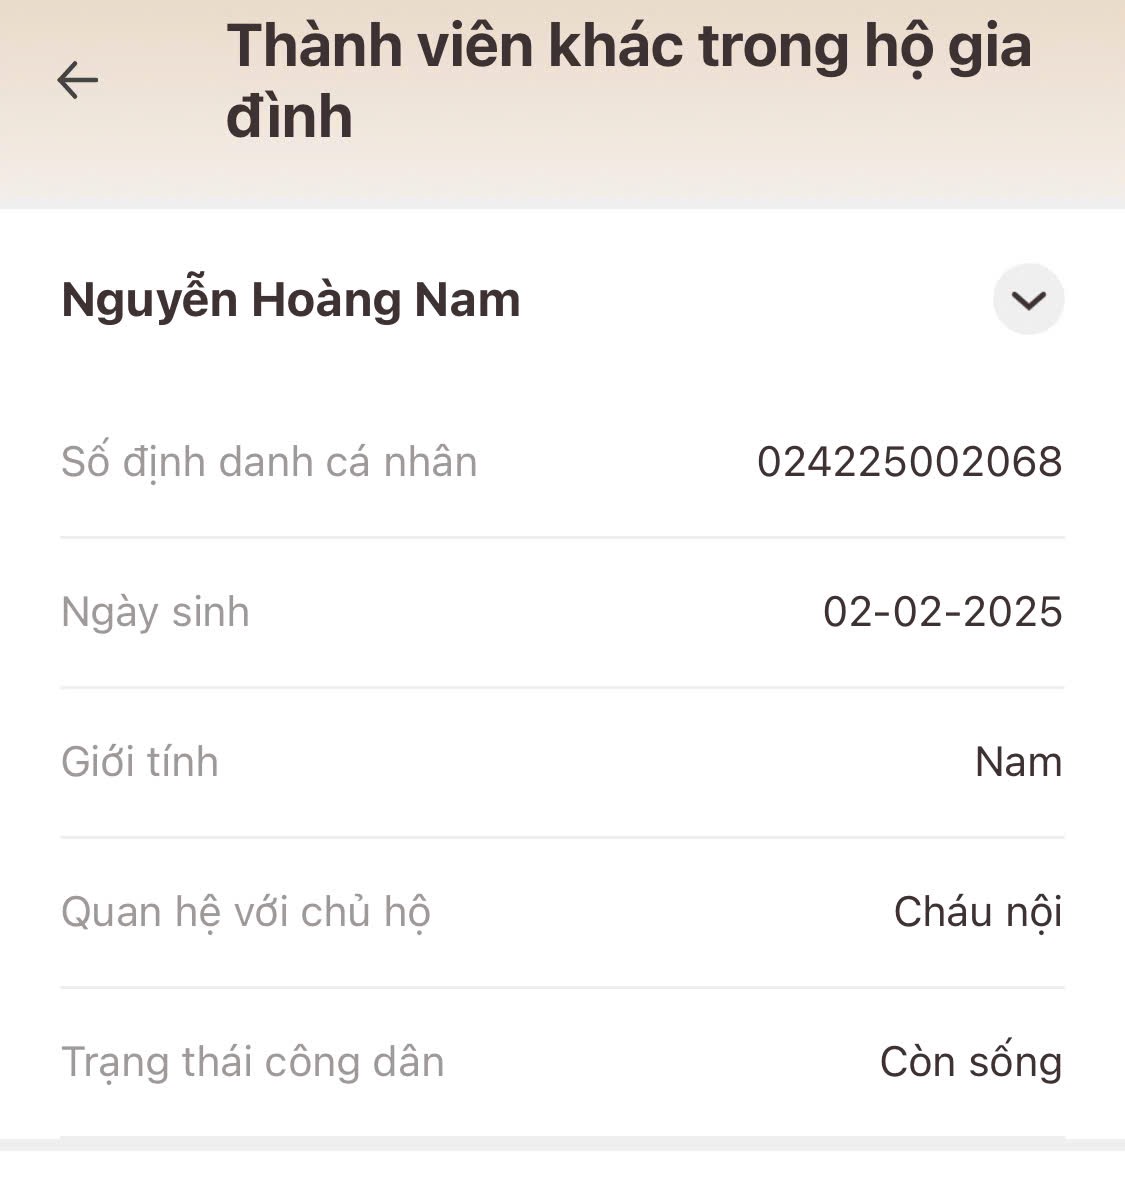 Thành viên khác trong hộ gia
đình
Nguyễn Hoàng Nam
Số định danh cá nhân 024225002068
Ngày sinh 02-02-2025
Giới tính Nam
Quan hệ với chủ hộ Cháu nội
Trạng thái công dân Còn sống